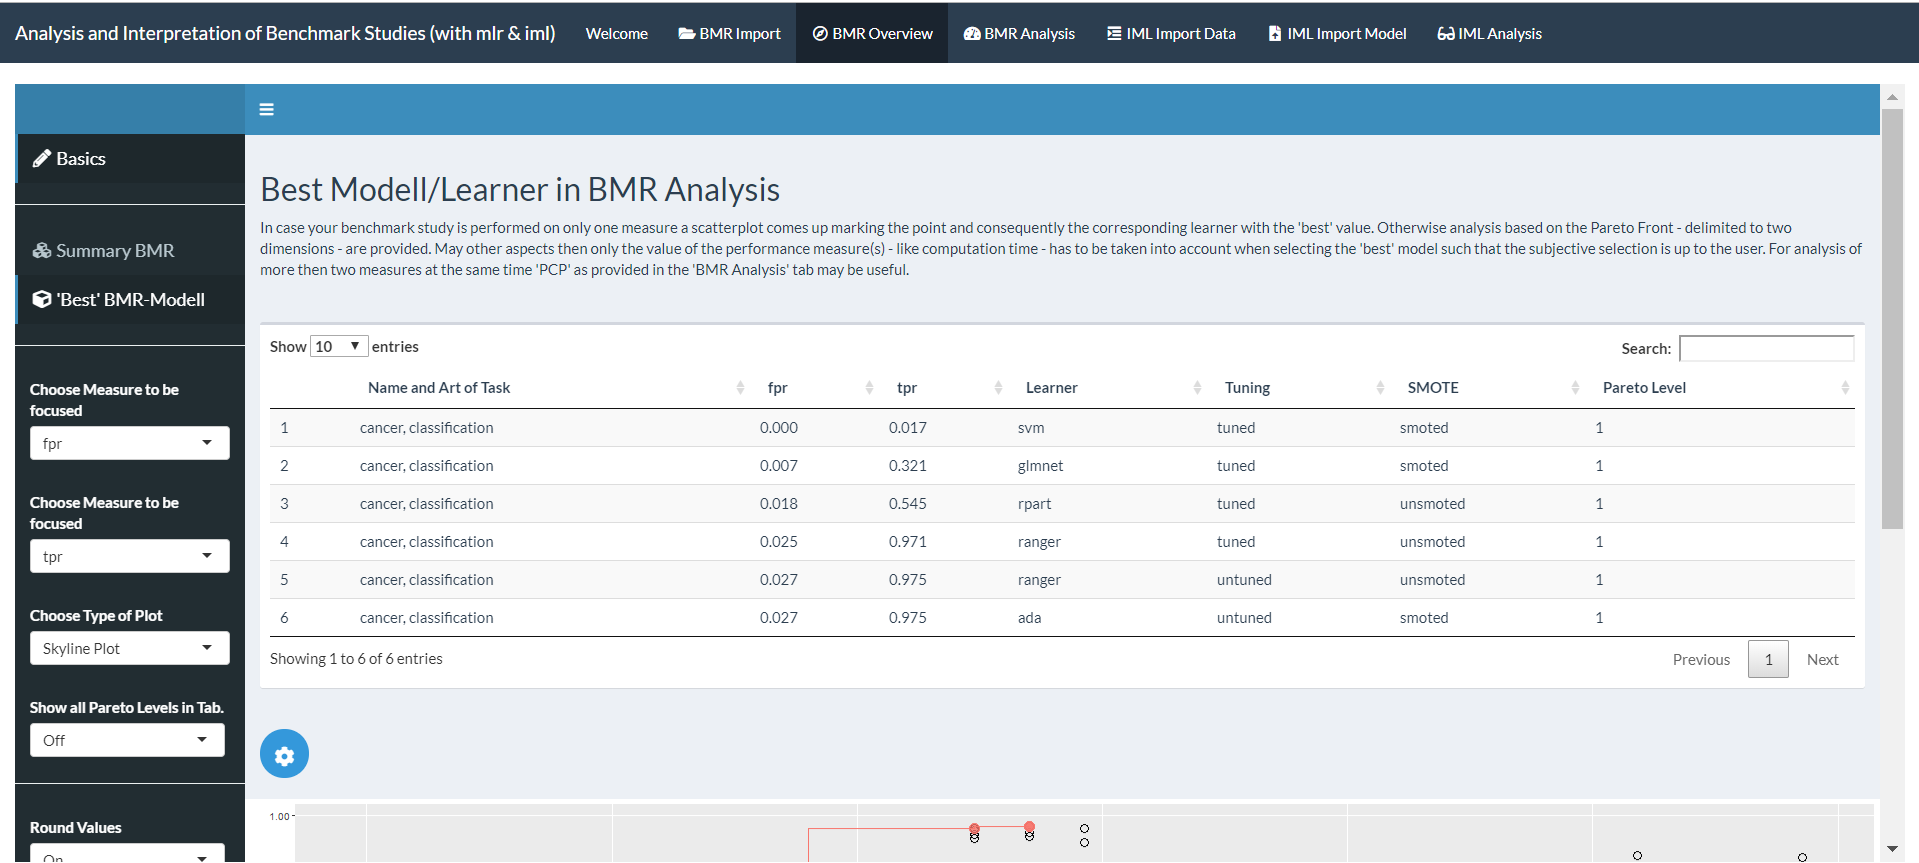 Analysis and Interpretation of Benchmark Studies (with mlr & iml) Welcome BMR Import BMR Overview BMR Analysis IML Import Data IML Import Model IML Analysis
Basics
Summary BMR
'Best' BMR-Modell
Choose Measure to be
focused
fpr
Choose Measure to be
focused
tpr
Choose Type of Plot
Skyline Plot
Show all Pareto Levels in Tab.
Off
Round Values
On
Best Modell/Learner in BMR Analysis
In case your benchmark study is performed on only one measure a scatterplot comes up marking the point and consequently the corresponding learner with the 'best' value. Otherwise analysis based on the Pareto Front - delimited to two
dimensions - are provided. May other aspects then only the value of the performance measure(s) - like computation time - has to be taken into account when selecting the 'best' model such that the subjective selection is up to the user. For analysis of
more then two measures at the same time 'PCP' as provided in the 'BMR Analysis' tab may be useful.
Show 10 entries Search:
Name and Art of Task fpr tpr Learner Tuning SMOTE Pareto Level
1 cancer, classification 0.000 0.017 svm tuned smoted 1
2 cancer, classification 0.007 0.321 glmnet tuned smoted 1
3 cancer, classification 0.018 0.545 rpart tuned unsmoted 1
4 cancer, classification 0.025 0.971 ranger tuned unsmoted 1
5 cancer, classification 0.027 0.975 ranger untuned unsmoted 1
6 cancer, classification 0.027 0.975 ada untuned smoted 1
Showing 1 to 6 of 6 entries Previous 1 Next
1.00